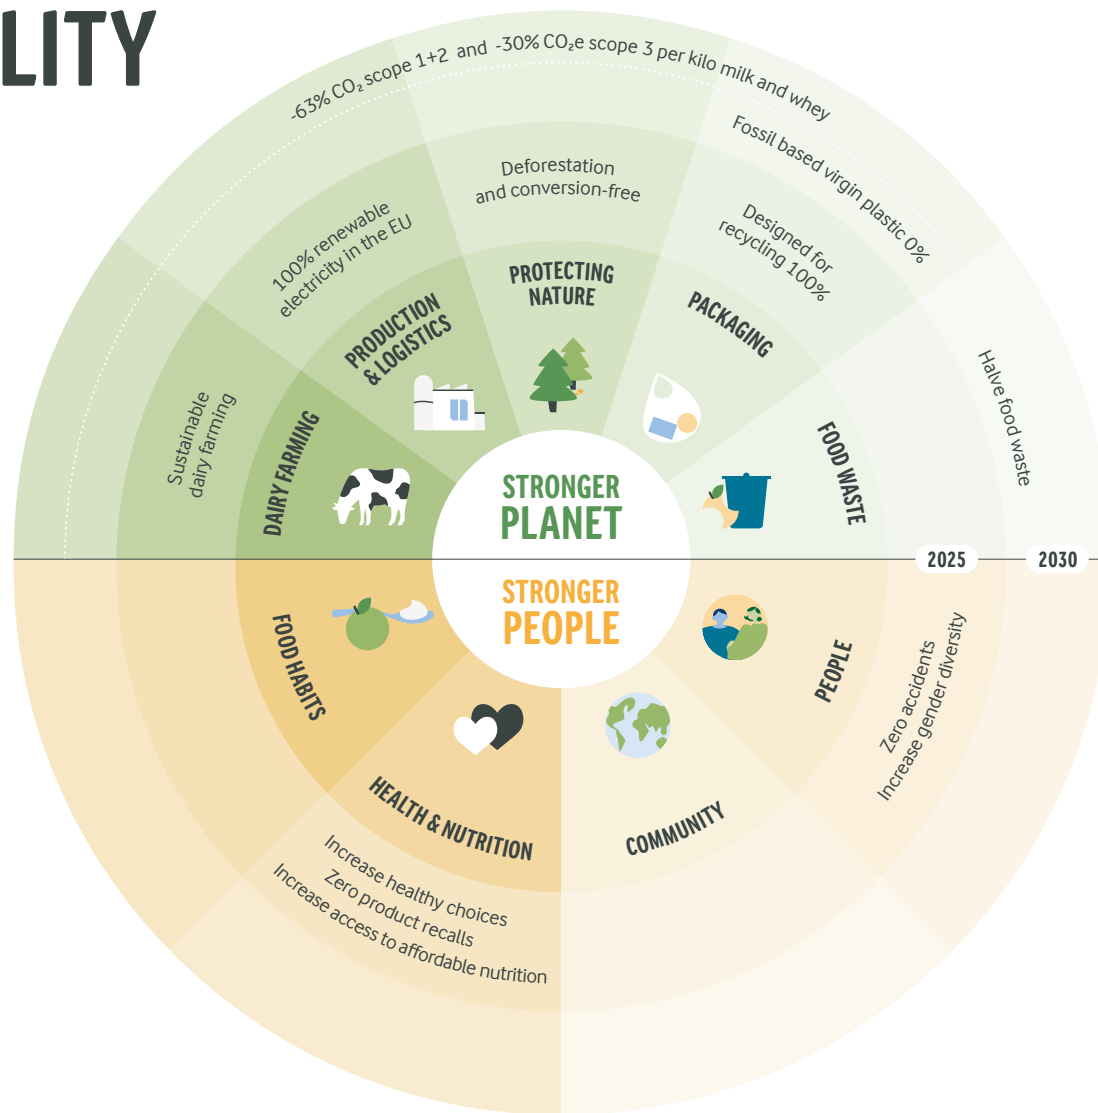 LITY
-63% CO₂ scope 1+2 and -30% CO₂e scope 3 per kilo milk and whey
Fossil based virgin plastic 0%
Deforestation
and conversion-free
100% renewable
electricity in the EU
Designed for
recycling 100%
PROTECTING
NATURE
PRODUCTION
& LOGISTICS
PACKAGING
Halve food waste
Sustainable
dairy farming
DAIRY FARMING
FOOD WASTE
STRONGER
PLANET
2025
2030
STRONGER
PEOPLE
FOOD HABITS
PEOPLE
Zero accidents
Increase gender diversity
HEALTH & NUTRITION
COMMUNITY
Increase healthy choices
Zero product recalls
Increase access to affordable nutrition